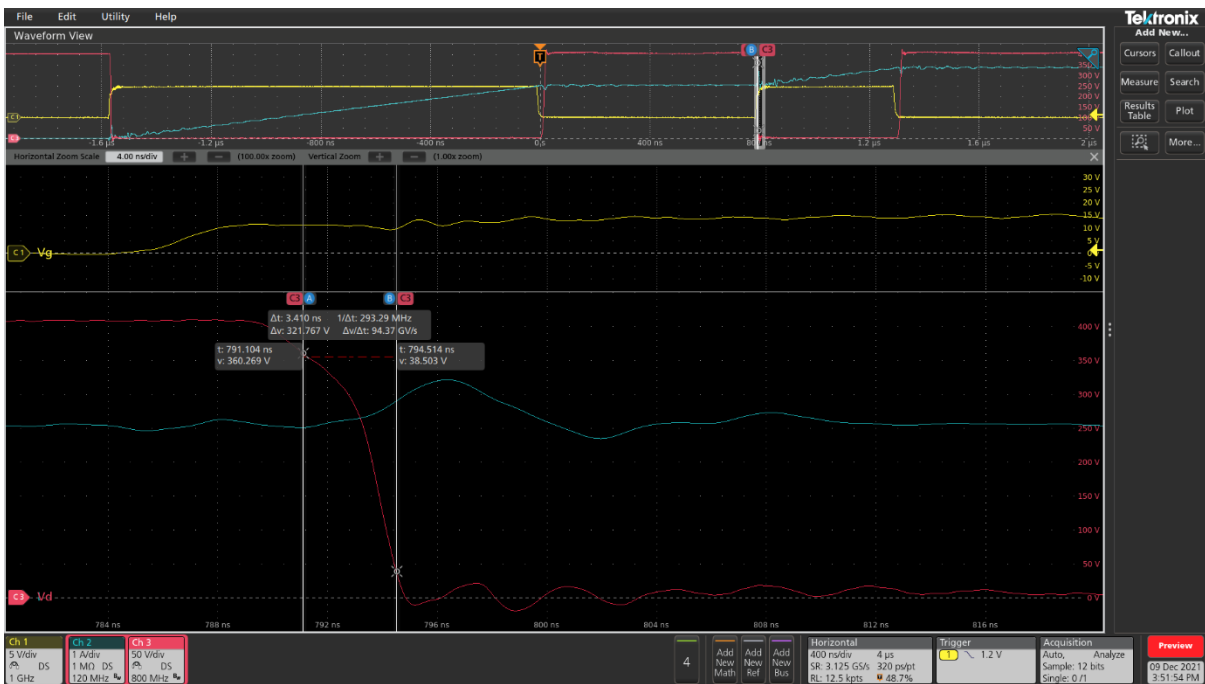 File Edit Utility Help
Tektronix
Waveform View
Add New...
Cursors Callout
Measure Search
Results Table Plot
More...
T
B C3
300 V
250 V
200 V
150 V
50 V
C1
C3
-1.6 µs -1.2 µs -800 ns -400 ns 0 s 400 ns 1.2 µs 1.6 µs 2 µs
Horizontal Zoom Scale 4.00 ns/div + − (100.00x zoom) Vertical Zoom + − (1.00x zoom) X
30 V
25 V
20 V
15 V
10 V
5 V
-5 V
-10 V
C1 Vg
C3 A B C3
Δt: 3.410 ns 1/Δt: 293.29 MHz
Δv: 321.767 V Δv/Δt: 94.37 GV/s
t: 791.104 ns
v: 360.269 V
t: 794.514 ns
v: 38.503 V
400 V
350 V
300 V
250 V
200 V
150 V
100 V
50 V
0 V
C3 Vd
784 ns 788 ns 792 ns 796 ns 800 ns 804 ns 808 ns 812 ns 816 ns
Ch 1
5 V/div
DS
1 GHz
Ch 2
1 A/div
1 MΩ DS
120 MHz Bw
Ch 3
50 V/div
DS
800 MHz Bw
4
Add New Math
Add New Ref
Add New Bus
Horizontal
400 ns/div 4 µs
SR: 3.125 GS/s 320 ps/pt
RL: 12.5 kpts 48.7%
Trigger
1 1.2 V
Acquisition
Auto, Analyze
Sample: 12 bits
Single: 0 /1
Preview
09 Dec 2021
3:51:54 PM